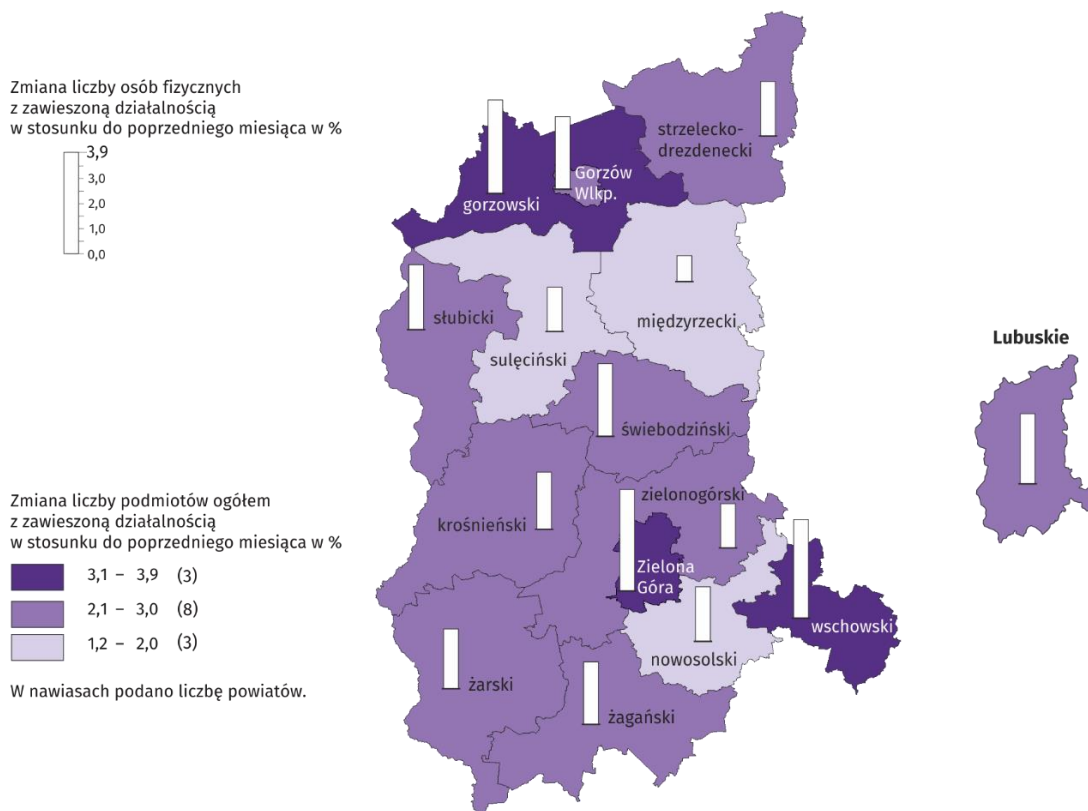 Zmiana liczby osób fizycznych
z zawieszoną działalnością
w stosunku do poprzedniego miesiąca w %
3,9
3,0
2,0
1,0
0,0
strzelecko-
drezdenecki
Gorzów
Wlkp.
gorzowski
słubicki
sulęciński
międzyrzecki
Lubuskie
świebodziński
krośnieński
zielonogórski
Zielona
Góra
wschowski
nowosolski
żarski
żagański
Zmiana liczby podmiotów ogółem
z zawieszoną działalnością
w stosunku do poprzedniego miesiąca w %
3,1 – 3,9 (3)
2,1 – 3,0 (8)
1,2 – 2,0 (3)
W nawiasach podano liczbę powiatów.